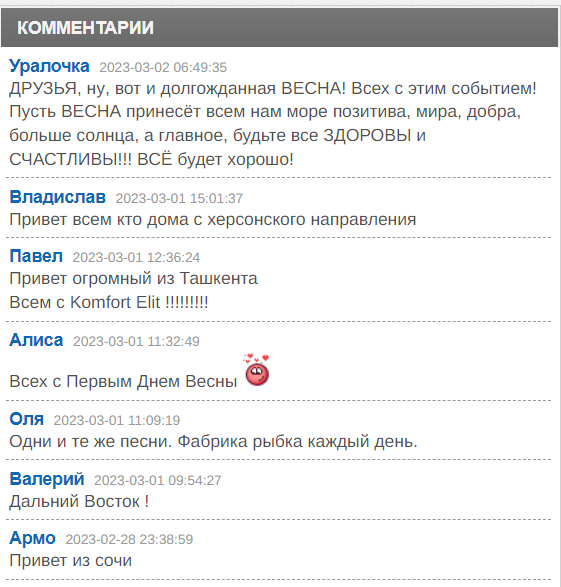 КОММЕНТАРИИ
Уралочка 2023-03-02 06:49:35
ДРУЗЬЯ, ну, вот и долгожданная ВЕСНА! Всех с этим событием!
Пусть ВЕСНА принесёт всем нам море позитива, мира, добра,
больше солнца, а главное, будьте все ЗДОРОВЫ и
СЧАСТЛИВЫ!!! ВСЁ будет хорошо!
Владислав 2023-03-01 15:01:37
Привет всем кто дома с херсонского направления
Павел 2023-03-01 12:36:24
Привет огромный из Ташкента
Всем с Komfort Elit !!!!!!!!!
Алиса 2023-03-01 11:32:49
Всех с Первым Днем Весны
Оля 2023-03-01 11:09:19
Одни и те же песни. Фабрика рыбка каждый день.
Валерий 2023-03-01 09:54:27
Дальний Восток !
Армо 2023-02-28 23:38:59
Привет из сочи